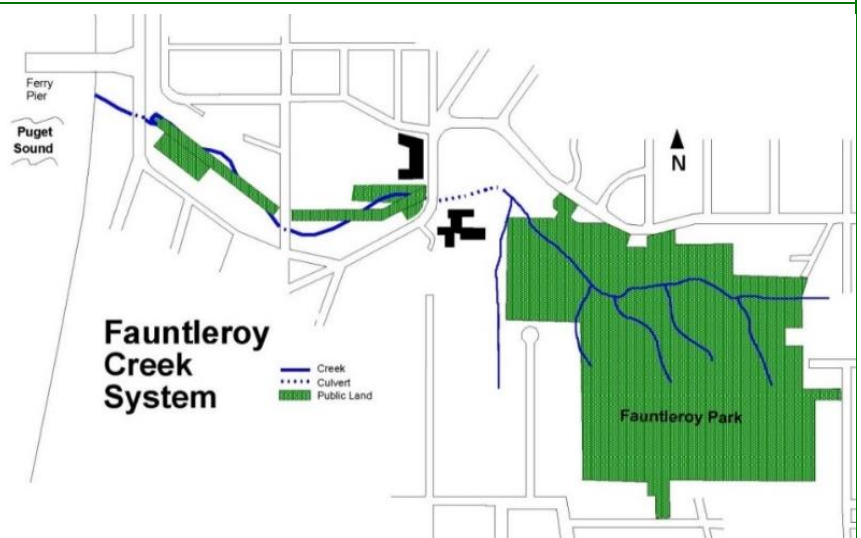 Ferry
Pier
Puget
Sound
N
Fauntleroy
Creek
System
Creek
Culvert
Public Land
Fauntleroy Park